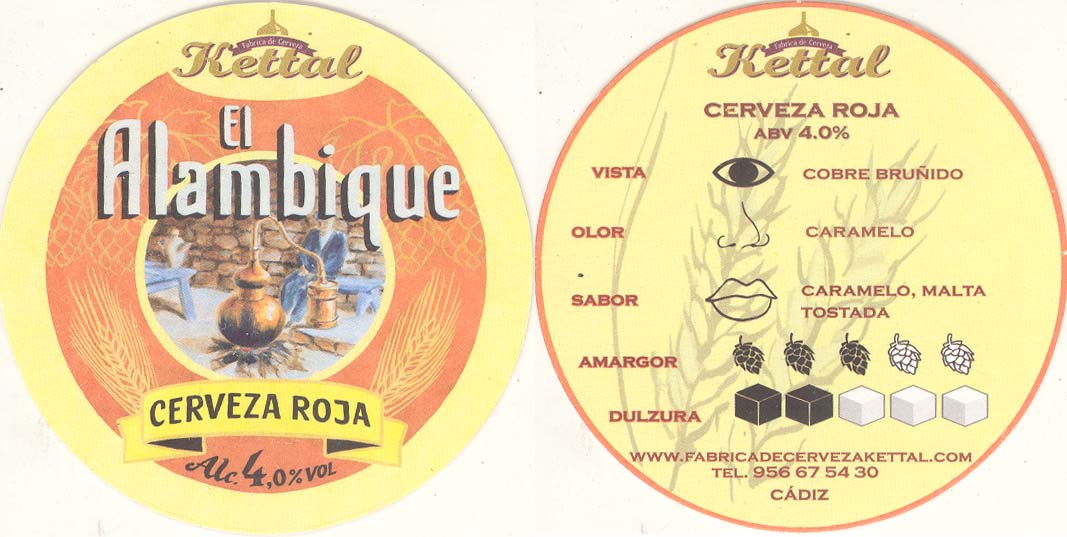 Fabrica de Cerveza
Kettal
El
Alambique
CERVEZA ROJA
Alc. 4,0% VOL
Fabrica de Cerveza
Kettal
CERVEZA ROJA
ABV 4.0%
VISTA COBRE BRUÑIDO
OLOR CARAMELO
SABOR CARAMELO, MALTA
TOSTADA
AMARGOR
DULZURA
WWW.FABRICADECERVEZAKETTAL.COM
TEL. 956 67 54 30
CÁDIZ